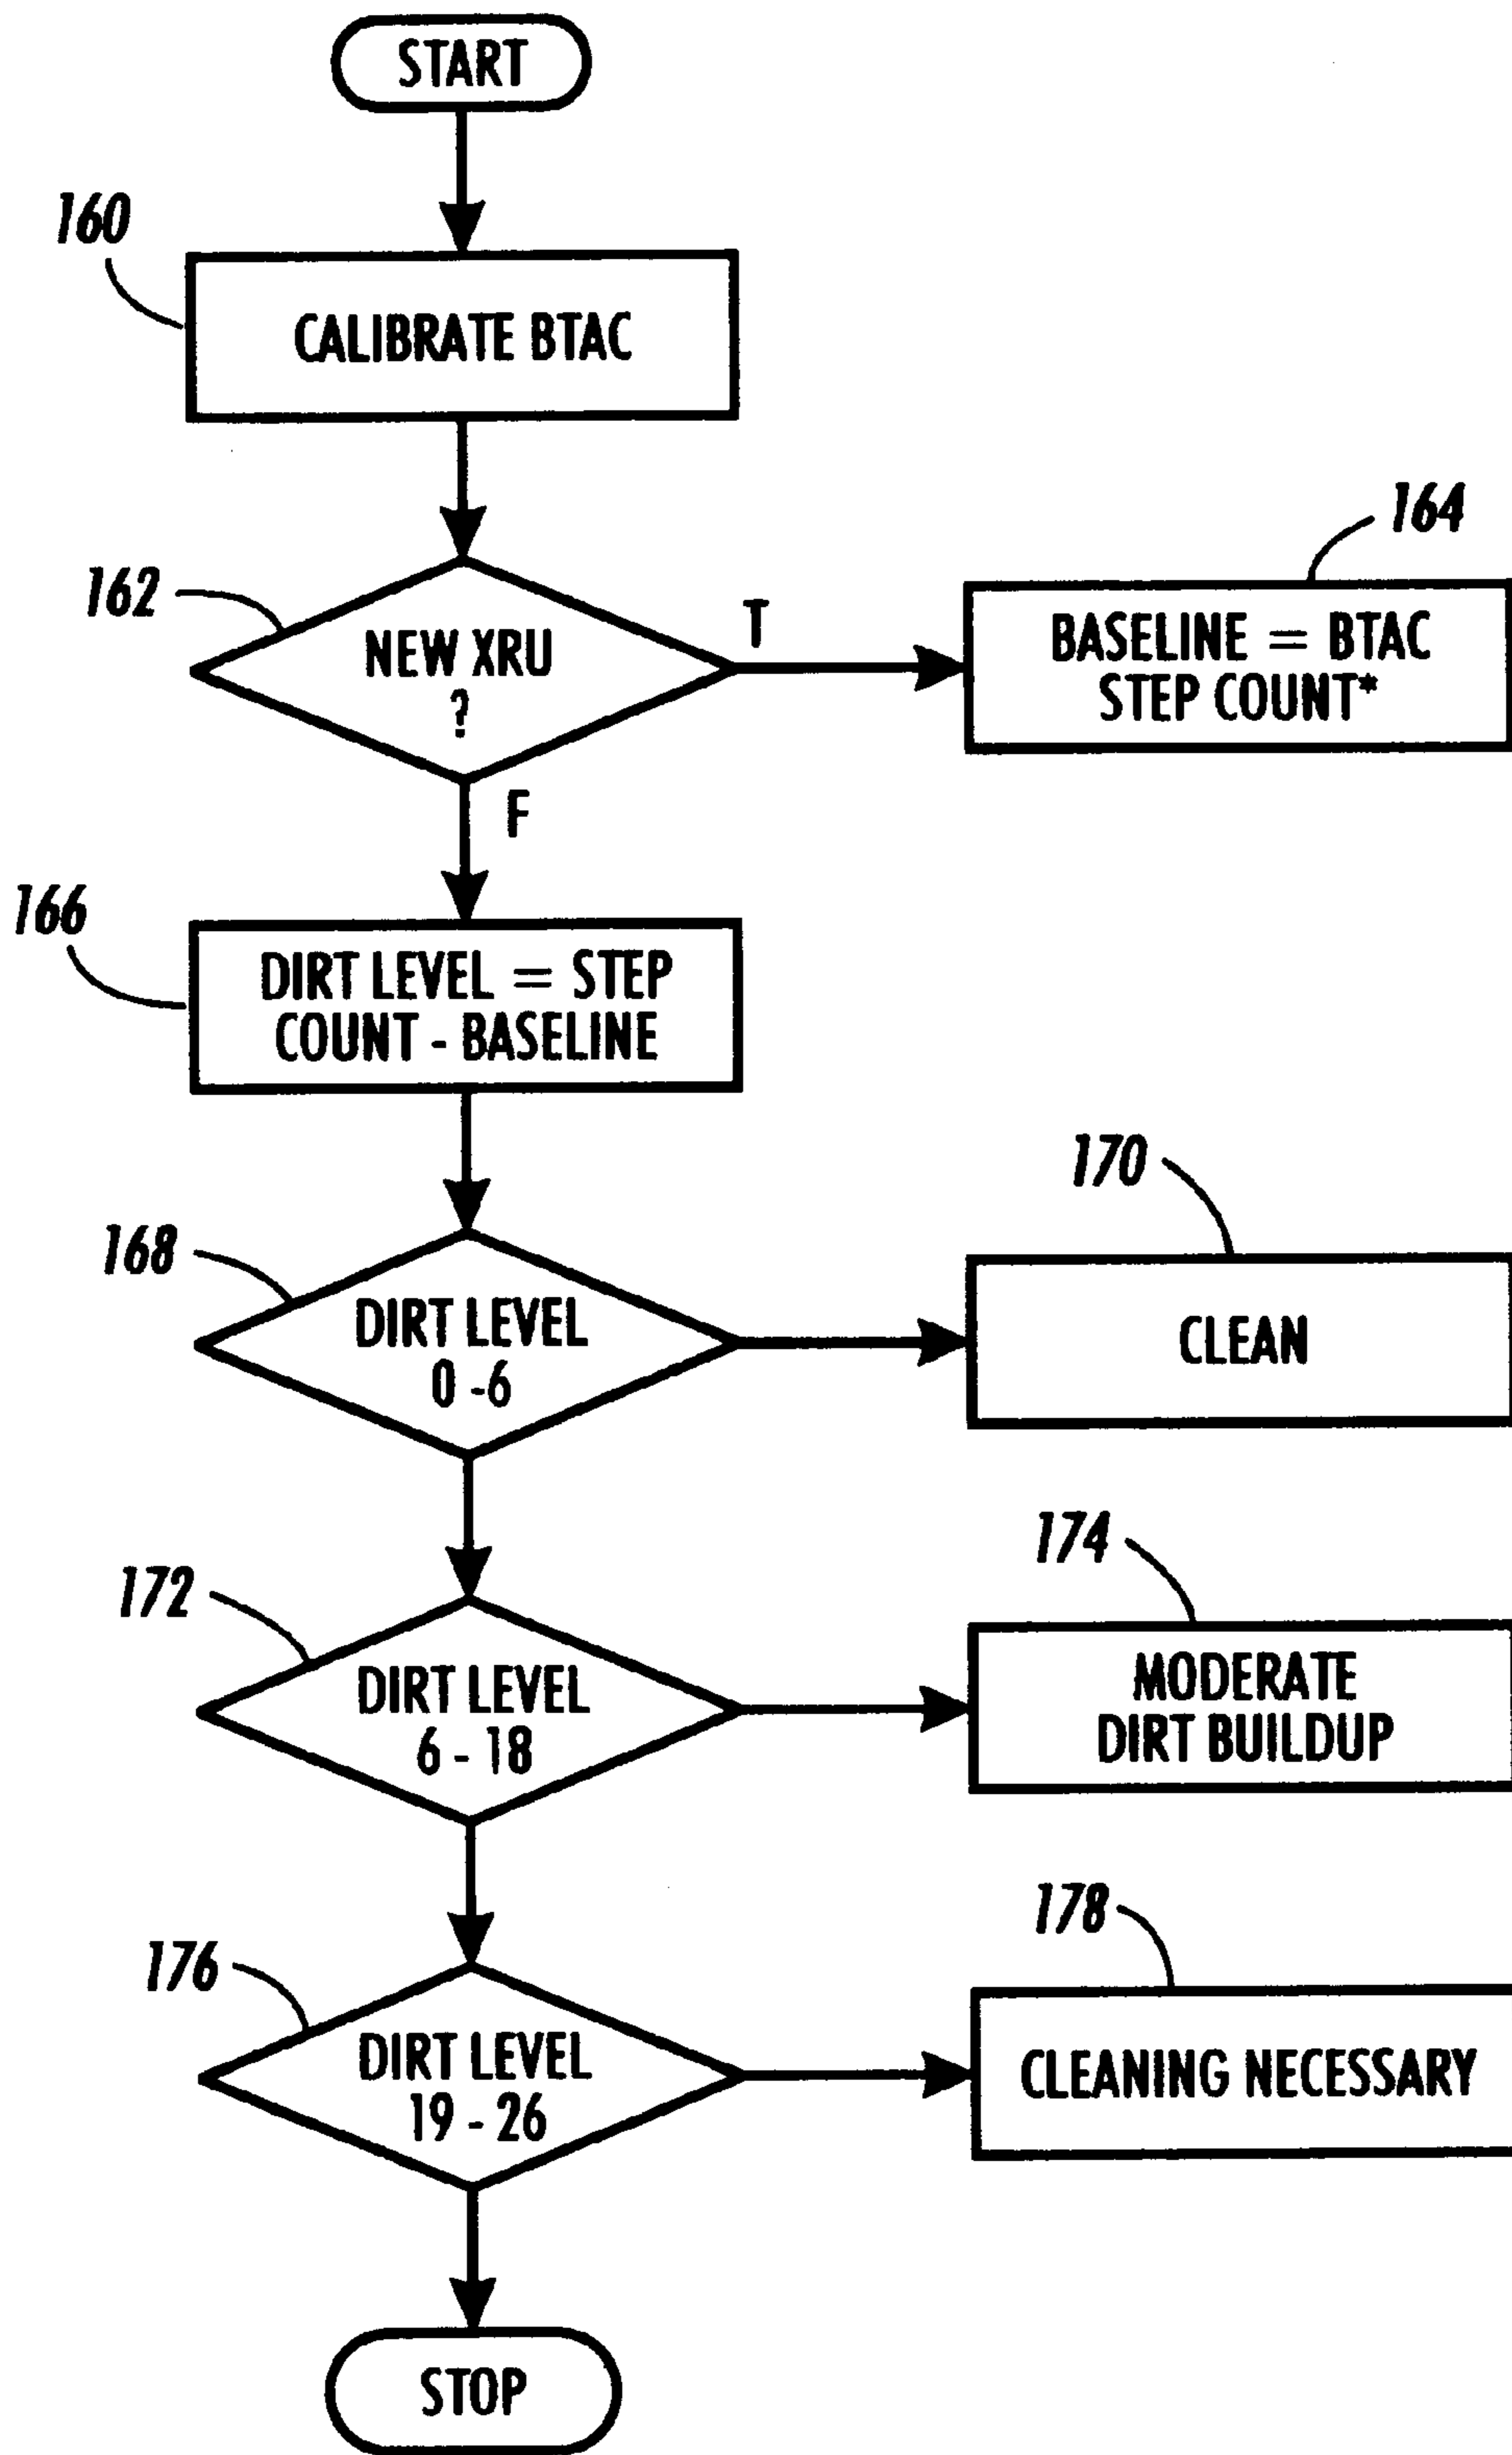 START
160
CALIBRATE BTAC
164
162
NEW XRU
?
T
BASELINE = BTAC
STEP COUNT*
F
166
DIRT LEVEL = STEP
COUNT - BASELINE
170
168
DIRT LEVEL
0 -6
CLEAN
174
172
DIRT LEVEL
6 - 18
MODERATE
DIRT BUILDUP
178
176
DIRT LEVEL
19 - 26
CLEANING NECESSARY
STOP